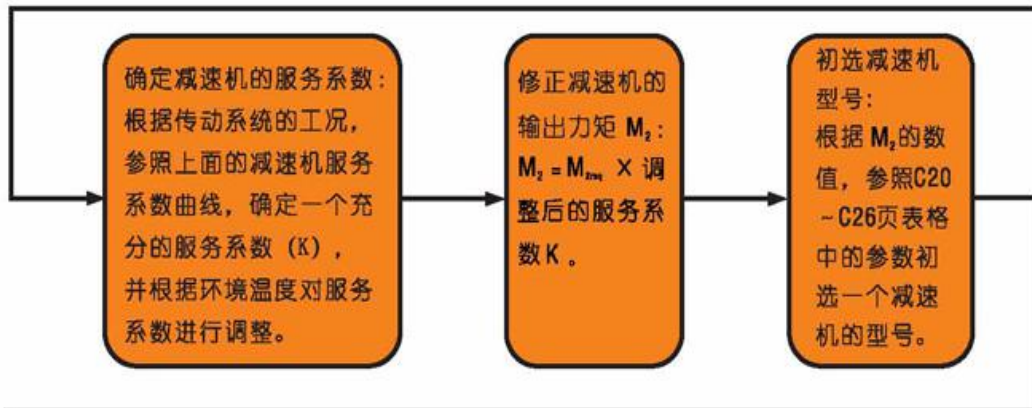 确定减速机的服务系数:
根据传动系统的工况,
参照上面的减速机服务
系数曲线, 确定一个充
分的服务系数 (K) ,
并根据环境温度对服务
系数进行调整。
修正减速机的
输出力矩 M₂:
M₂ = M₂ᵣₑq × 调
整后的服务系
数 K 。
初选减速机
型号:
根据 M₂ 的数
值, 参照C20
~C26页表格
中的参数初
选一个减速
机的型号。